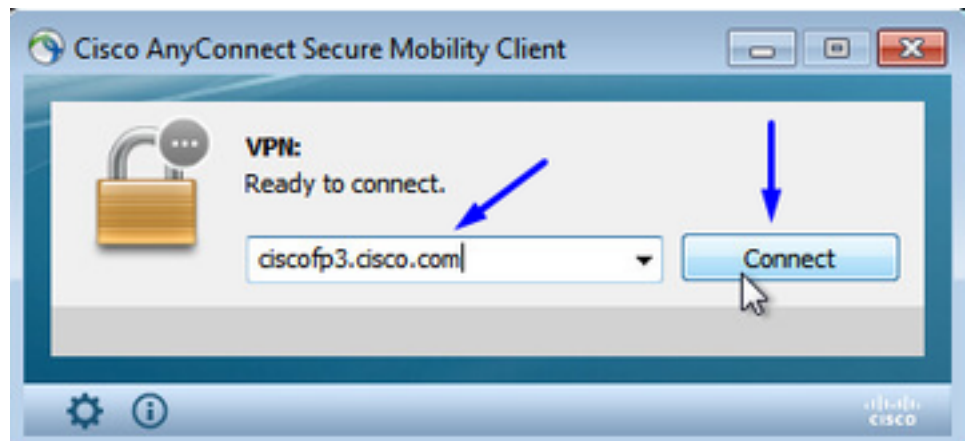 Cisco AnyConnect Secure Mobility Client
VPN:
Ready to connect.
ciscofp3.cisco.com
Connect
cisco